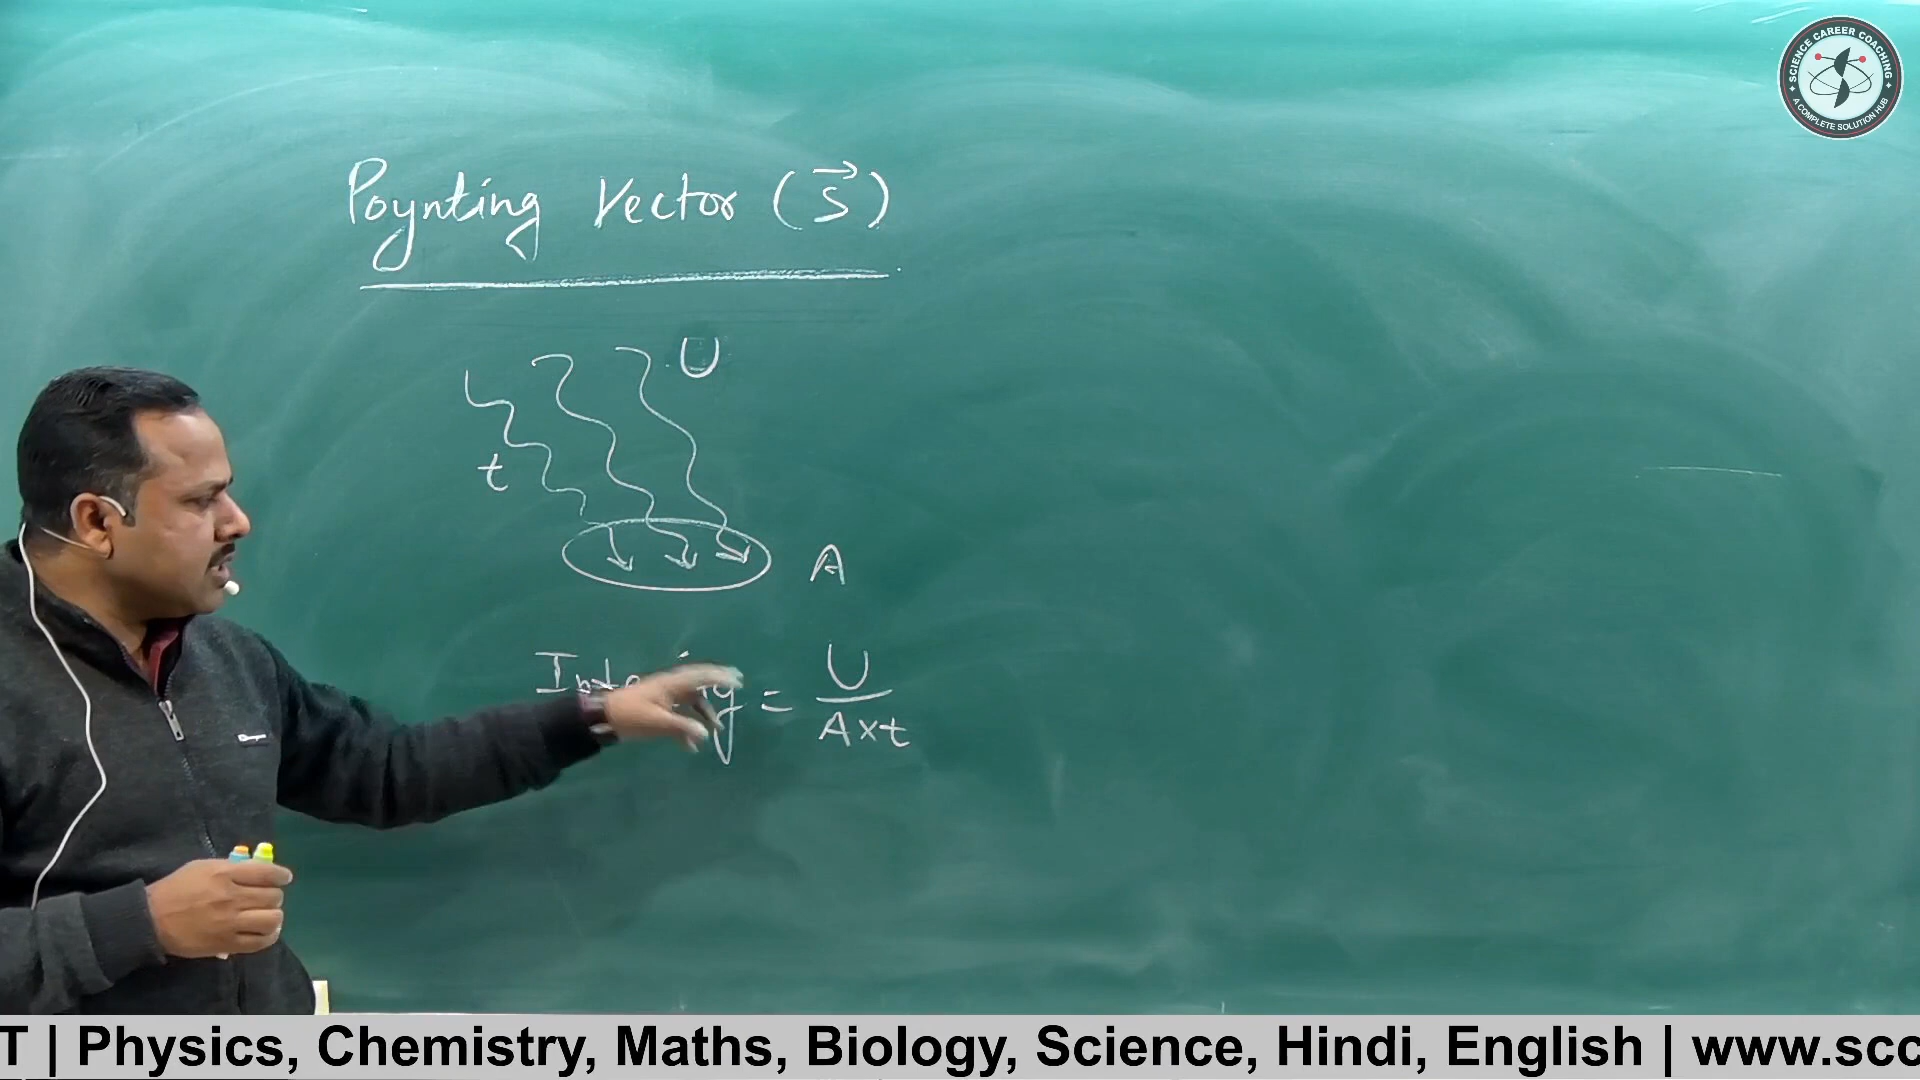 SCIENCE CAREER COACHING
A COMPLETE SOLUTION HUB
Poynting Vector (S⃗)
U
t
A
= U / A×t
T | Physics, Chemistry, Maths, Biology, Science, Hindi, English | www.scc